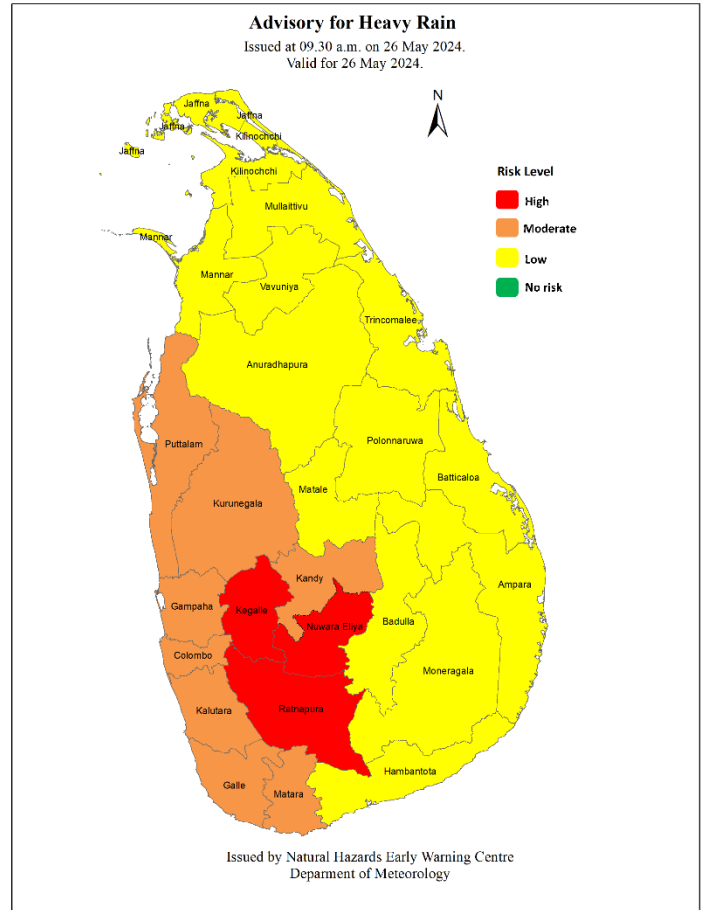 Advisory for Heavy Rain
Issued at 09.30 a.m. on 26 May 2024.
Valid for 26 May 2024.
N
Jaffna
Jaffna
Jaffna
Kilinochchi
Jaffna
Kilinochchi
Risk Level
High
Moderate
Low
No risk
Mullaittivu
Mannar
Mannar
Vavuniya
Trincomalee
Anuradhapura
Polonnaruwa
Puttalam
Batticaloa
Matale
Kurunegala
Kandy
Ampara
Gampaha
Kegalle
Nuwara Eliya
Badulla
Colombo
Moneragala
Kalutara
Ratnapura
Hambantota
Galle
Matara
Issued by Natural Hazards Early Warning Centre
Deparment of Meteorology